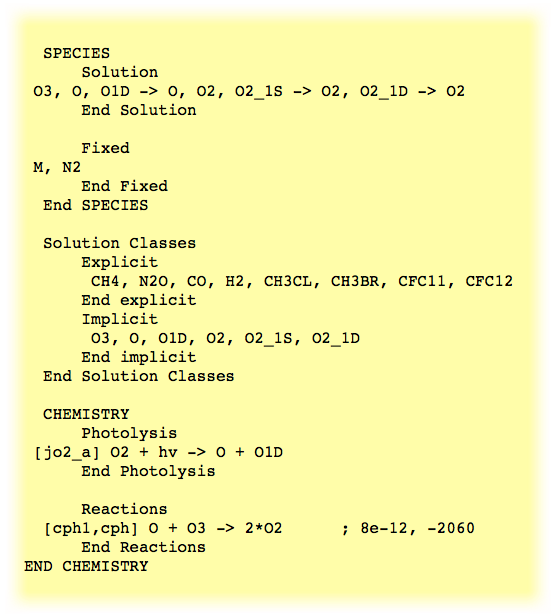 SPECIES
Solution
O3, O, O1D -> O, O2, O2_1S -> O2, O2_1D -> O2
End Solution
Fixed
M, N2
End Fixed
End SPECIES
Solution Classes
Explicit
CH4, N2O, CO, H2, CH3CL, CH3BR, CFC11, CFC12
End explicit
Implicit
O3, O, O1D, O2, O2_1S, O2_1D
End implicit
End Solution Classes
CHEMISTRY
Photolysis
[jo2_a] O2 + hv -> O + O1D
End Photolysis
Reactions
[cph1,cph] O + O3 -> 2*O2 ; 8e-12, -2060
End Reactions
END CHEMISTRY